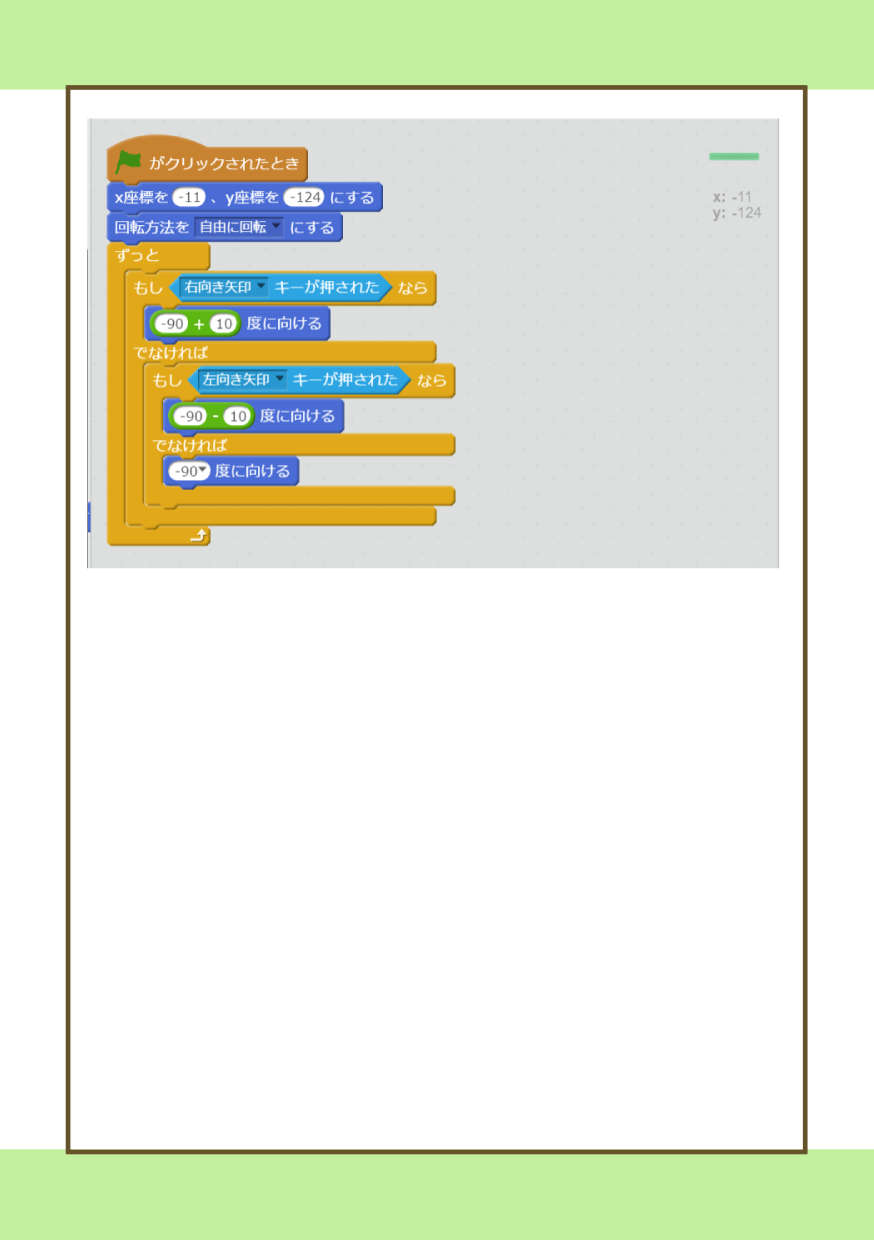 がクリックされたとき
x座標を -11 、y座標を -124 にする
回転方法を 自由に回転 にする
ずっと
もし 右向き矢印 キーが押された なら
-90 + 10 度に向ける
でなければ
もし 左向き矢印 キーが押された なら
-90 - 10 度に向ける
でなければ
-90 度に向ける
x: -11
y: -124